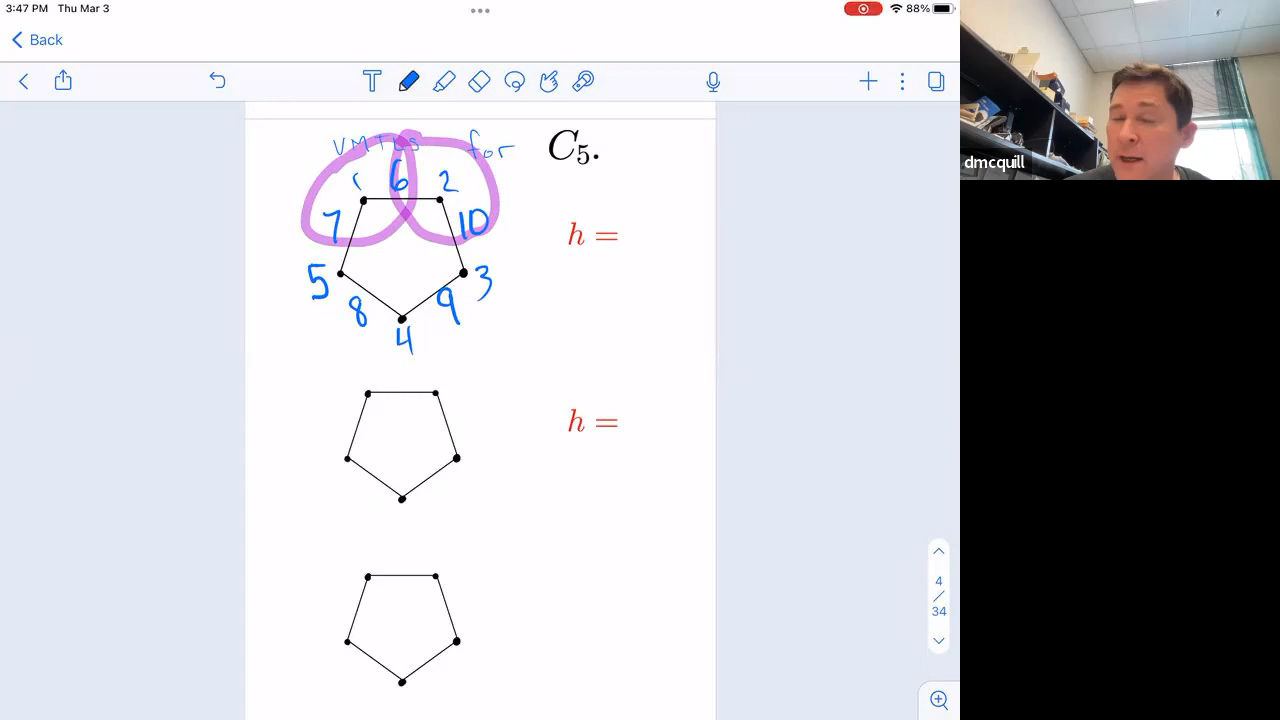 3:47 PM Thu Mar 3
88%
Back
T
VMTLs for C₅.
1 6 2
7 10
5 3
8 9
4
h =
h =
dmcquill
4
/
34